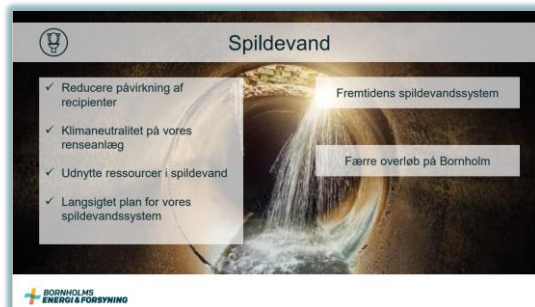 Spildevand
✓ Reducere påvirkning af
recipienter
✓ Klimaneutralitet på vores
renseanlæg
✓ Udnytte ressourcer i spildevand
✓ Langsigtet plan for vores
spildevandssystem
Fremtidens spildevandssystem
Færre overløb på Bornholm
BORNHOLMS
ENERGI & FORSYNING